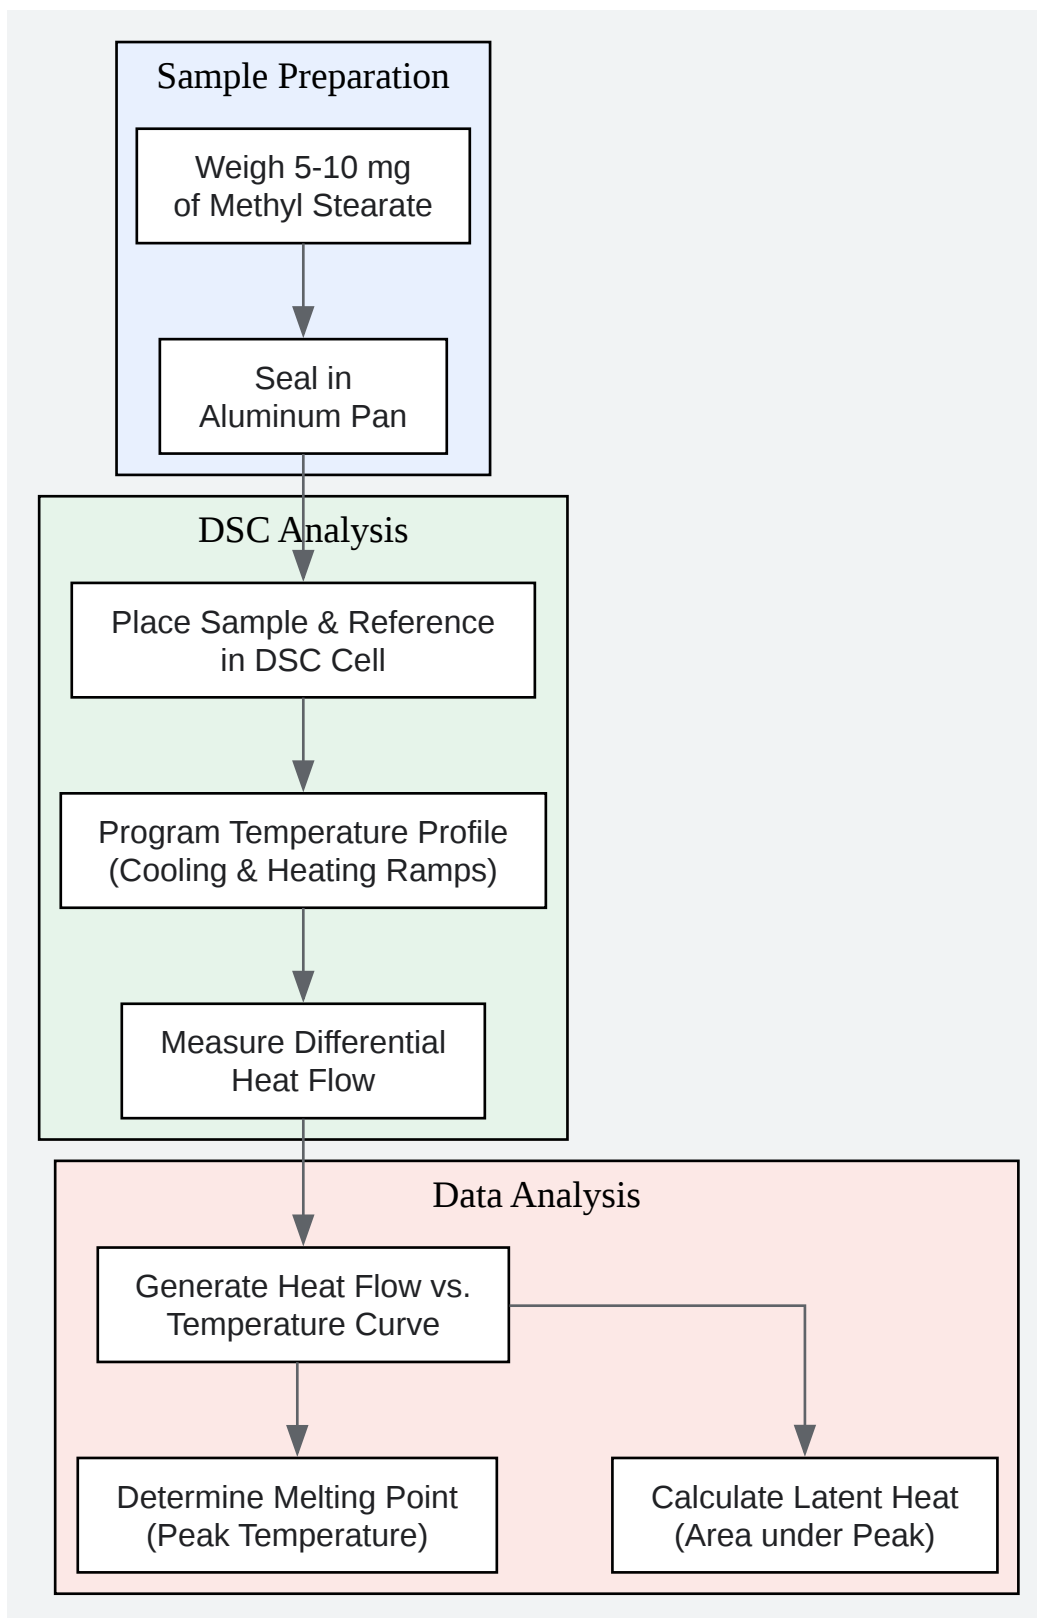 Sample Preparation
Weigh 5-10 mg
of Methyl Stearate
Seal in
Aluminum Pan
DSC Analysis
Place Sample & Reference
in DSC Cell
Program Temperature Profile
(Cooling & Heating Ramps)
Measure Differential
Heat Flow
Data Analysis
Generate Heat Flow vs.
Temperature Curve
Determine Melting Point
(Peak Temperature)
Calculate Latent Heat
(Area under Peak)